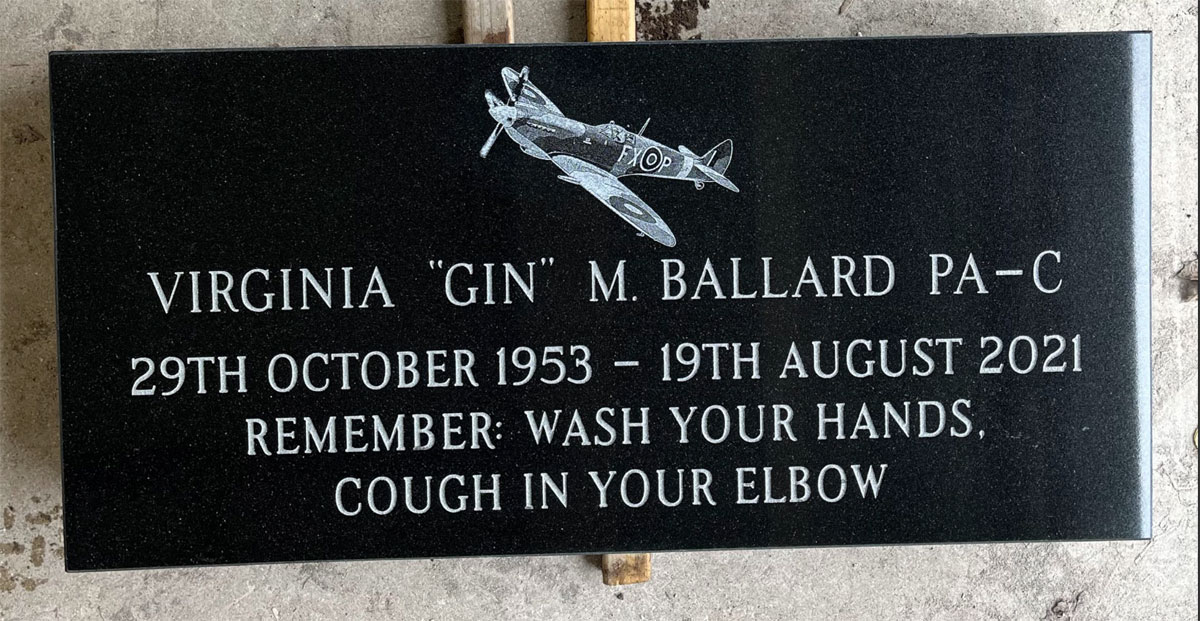 FX P
VIRGINIA "GIN" M. BALLARD PA-C
29TH OCTOBER 1953 - 19TH AUGUST 2021
REMEMBER: WASH YOUR HANDS,
COUGH IN YOUR ELBOW